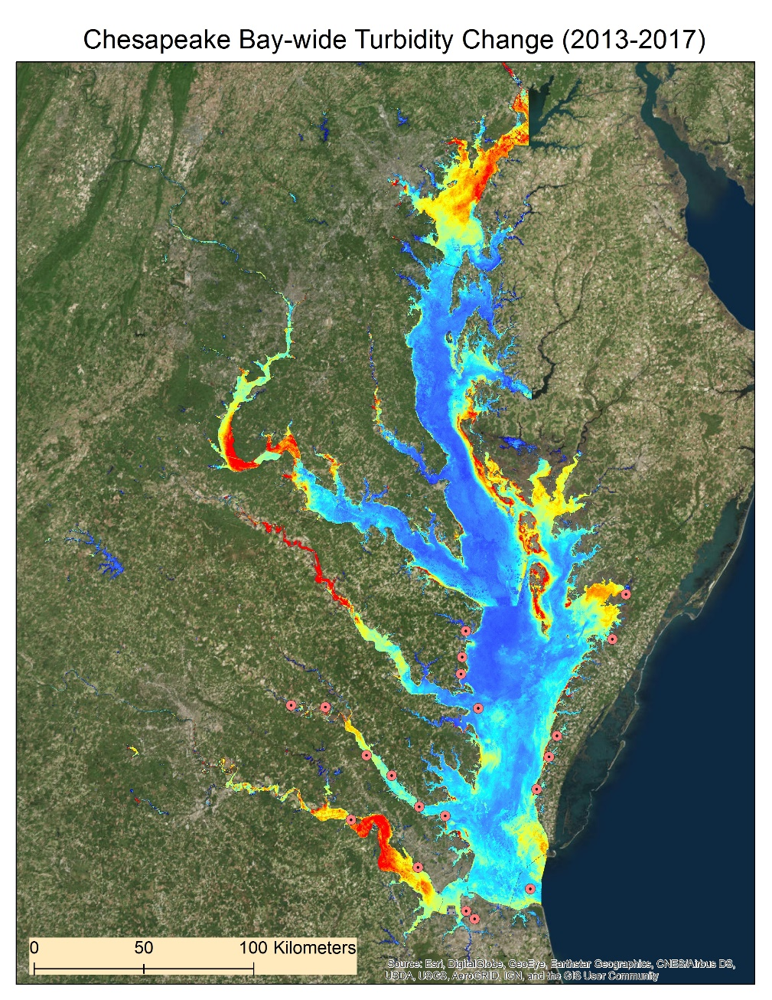 Chesapeake Bay-wide Turbidity Change (2013-2017)
0 50 100 Kilometers
Source: Esri, DigitalGlobe, GeoEye, Earthstar Geographics, CNES/Airbus DS,
USDA, USGS, AeroGRID, IGN, and the GIS User Community